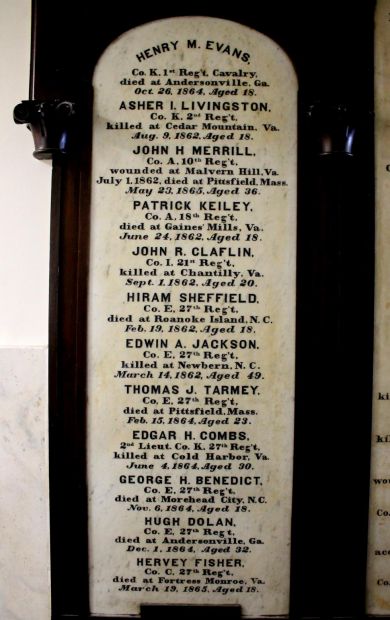 HENRY M. EVANS,
Co. K. 1st Reg't. Cavalry,
died at Andersonville, Ga.
Oct. 26, 1864, Aged 18.
ASHER I. LIVINGSTON,
Co. K. 2nd Reg't,
killed at Cedar Mountain, Va.
Aug. 9, 1862, Aged 18.
JOHN H MERRILL,
Co. A, 10th Reg't,
wounded at Malvern Hill, Va.
July 1, 1862, died at Pittsfield, Mass.
May 23, 1865, Aged 36.
PATRICK KEILEY,
Co. A, 18th Reg't,
died at Gaines' Mills, Va.
June 24, 1862, Aged 18.
JOHN R. CLAFLIN,
Co. I, 21st Reg't,
killed at Chantilly, Va.
Sept. 1, 1862, Aged 20.
HIRAM SHEFFIELD,
Co. E, 27th Reg't,
died at Roanoke Island, N.C.
Feb. 19, 1862, Aged 18.
EDWIN A. JACKSON,
Co. E, 27th Reg't,
killed at Newbern, N. C.
March 14, 1862, Aged 49.
THOMAS J. TARMEY,
Co, E, 27th Reg't,
died at Pittsfield, Mass.
Feb. 15, 1864, Aged 23.
EDGAR H. COMBS,
2nd Lieut. Co. K. 27th Reg't,
killed at Cold Harbor, Va.
June 4, 1864, Aged 30.
GEORGE H. BENEDICT,
Co. E, 27th Reg't,
died at Morehead City, N.C.
Nov. 6, 1864, Aged 18.
HUGH DOLAN,
Co. E, 27th Reg't,
died at Andersonville, Ga.
Dec. 1, 1864, Aged 32.
HERVEY FISHER,
Co. C, 27th Reg't,
died at Fortress Monroe, Va.
March 19, 1865, Aged 18.